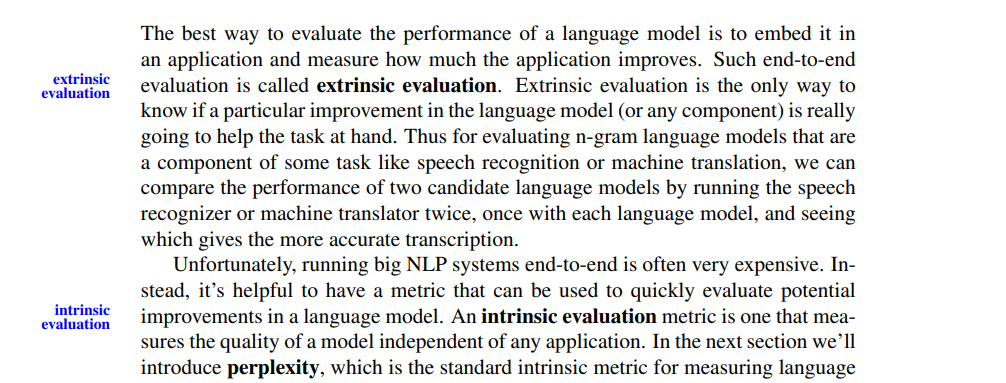 The best way to evaluate the performance of a language model is to embed it in
an application and measure how much the application improves. Such end-to-end
extrinsic
evaluation
evaluation is called extrinsic evaluation. Extrinsic evaluation is the only way to
know if a particular improvement in the language model (or any component) is really
going to help the task at hand. Thus for evaluating n-gram language models that are
a component of some task like speech recognition or machine translation, we can
compare the performance of two candidate language models by running the speech
recognizer or machine translator twice, once with each language model, and seeing
which gives the more accurate transcription.
Unfortunately, running big NLP systems end-to-end is often very expensive. In-
stead, it's helpful to have a metric that can be used to quickly evaluate potential
intrinsic
evaluation
improvements in a language model. An intrinsic evaluation metric is one that mea-
sures the quality of a model independent of any application. In the next section we'll
introduce perplexity, which is the standard intrinsic metric for measuring language